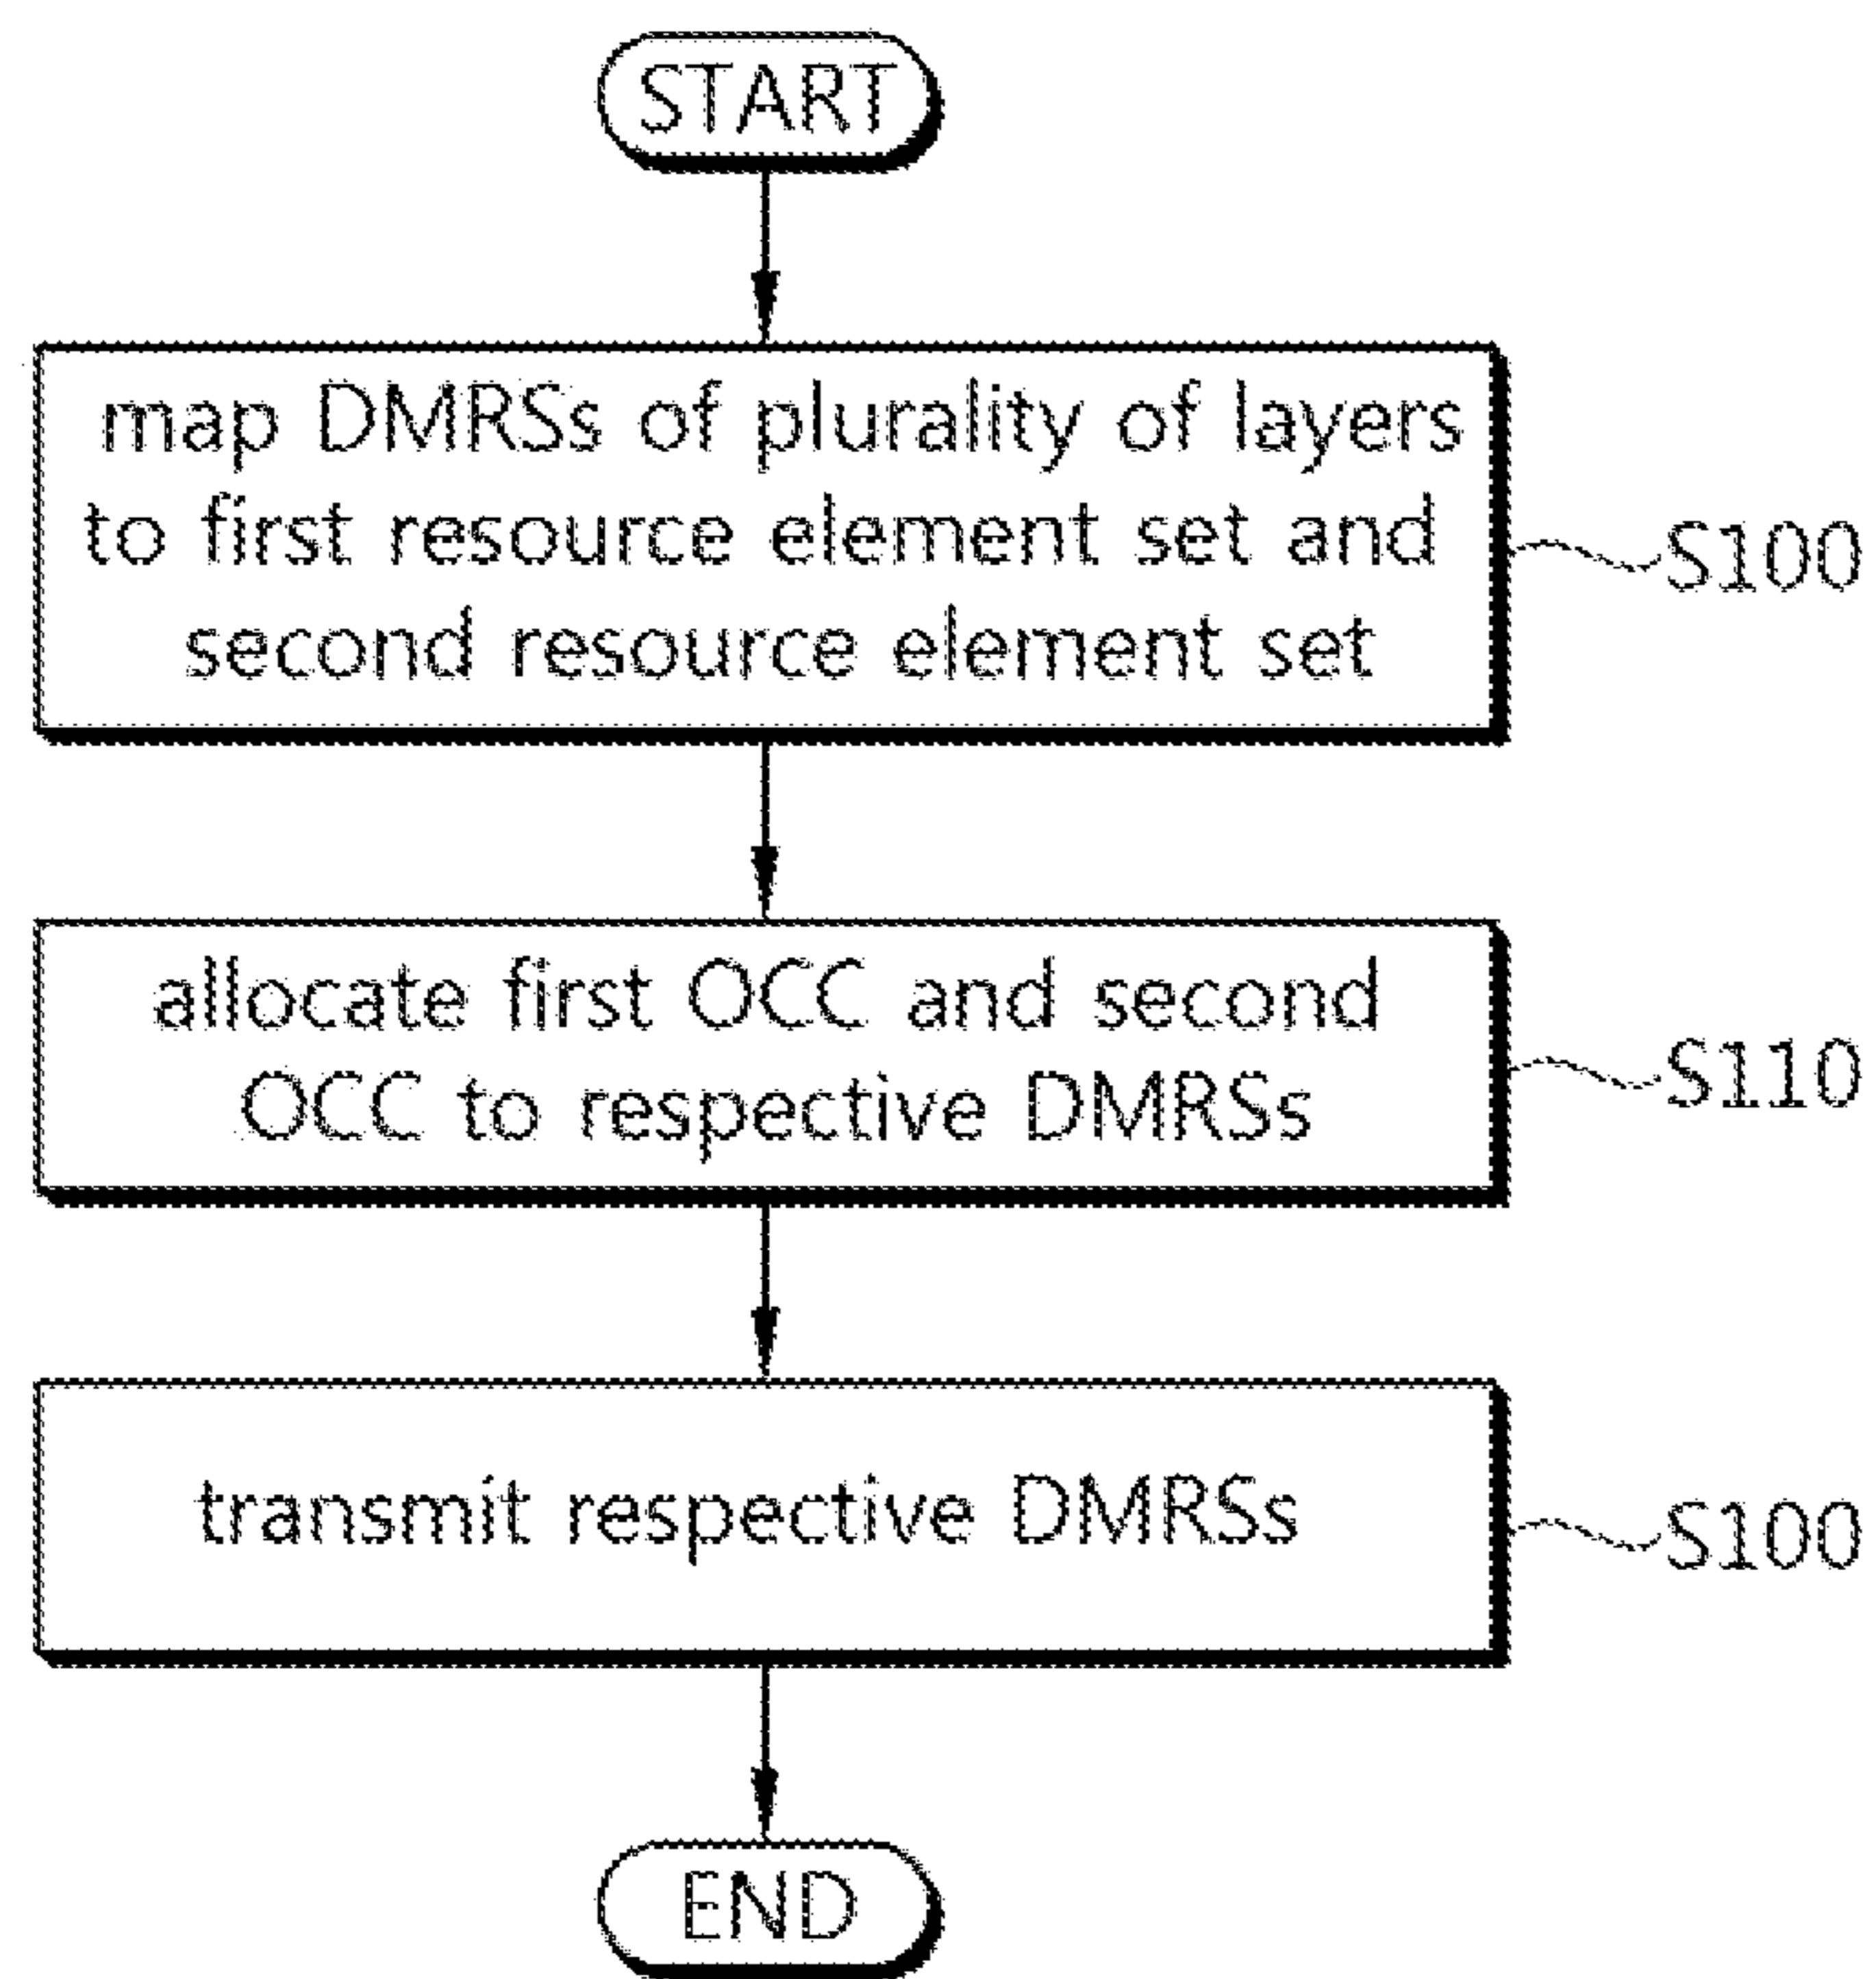 START
map DMRSs of plurality of layers
to first resource element set and
second resource element set
S100
allocate first OCC and second
OCC to respective DMRSs
S110
transmit respective DMRSs
S100
END